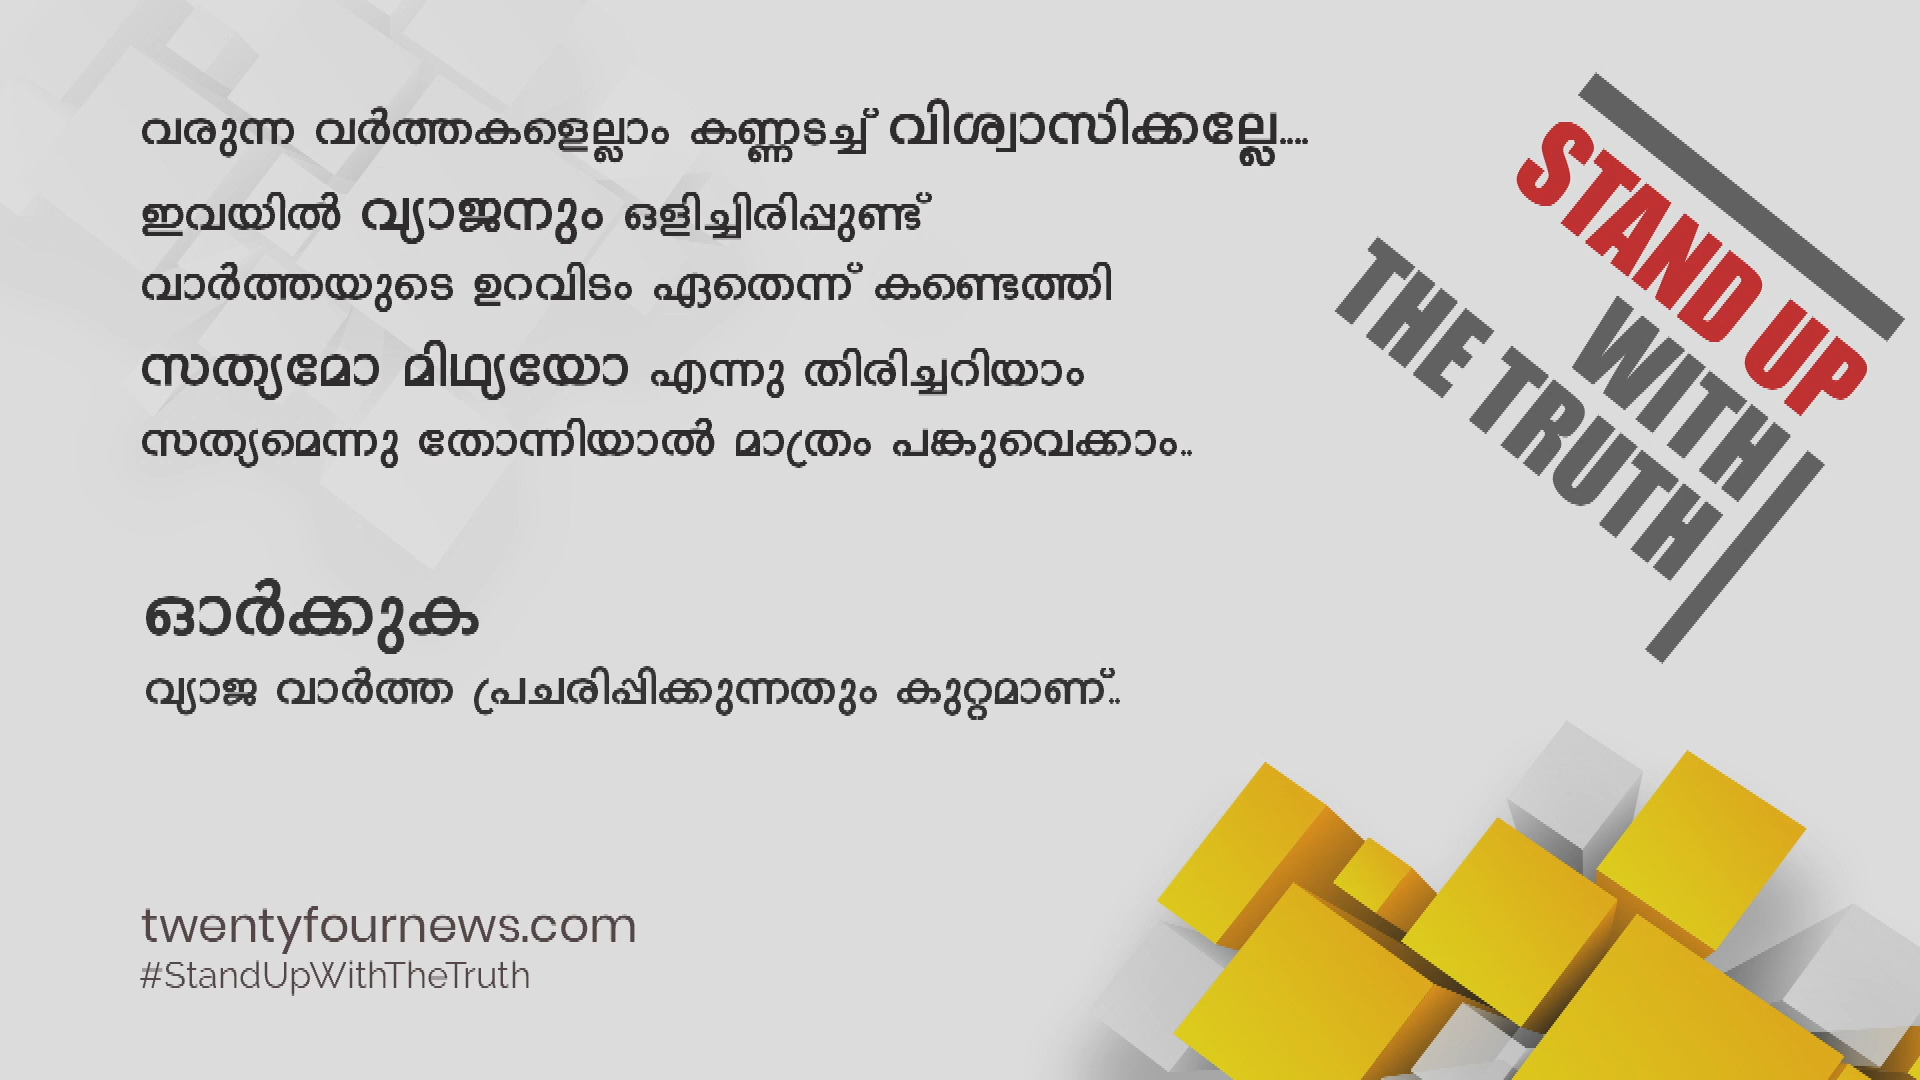 വരുന്ന വർത്തകളെല്ലാം കണ്ണടച്ച് വിശ്വാസിക്കല്ലേ....
ഇവയിൽ വ്യാജനും ഒളിച്ചിരിപ്പുണ്ട്
വാർത്തയുടെ ഉറവിടം ഏതെന്ന് കണ്ടെത്തി
സത്യമോ മിഥ്യയോ എന്നു തിരിച്ചറിയാം
സത്യമെന്നു തോന്നിയാൽ മാത്രം പങ്കുവെക്കാം..
ഓർക്കുക
വ്യാജ വാർത്ത പ്രചരിപ്പിക്കുന്നതും കുറ്റമാണ്..
STAND UP
WITH
THE TRUTH
twentyfournews.com
#StandUpWithTheTruth